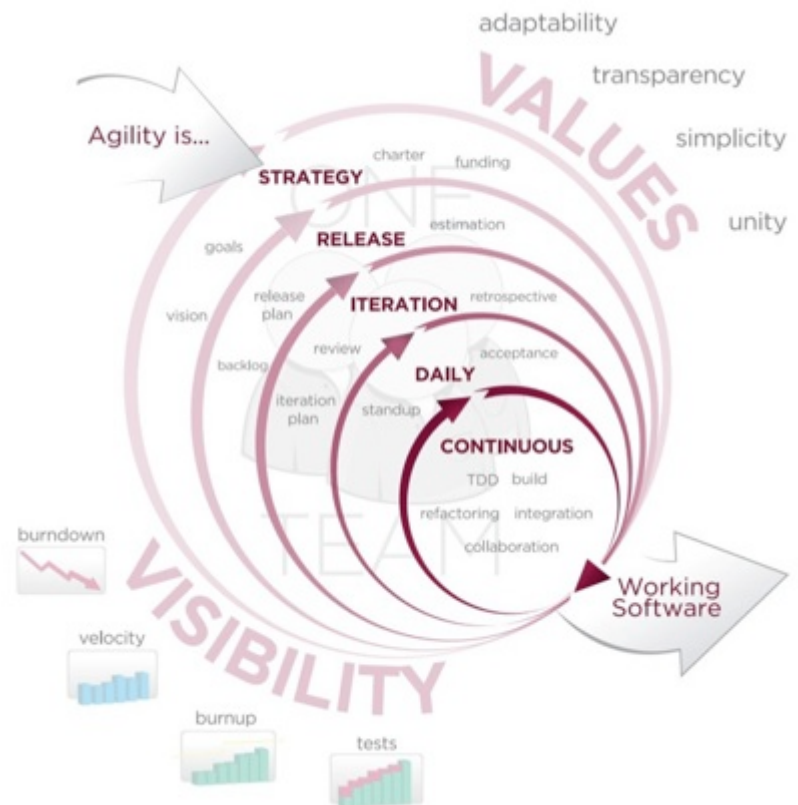 adaptability
transparency
simplicity
unity
VALUES
Agility is...
ONE
STRATEGY
charter
funding
goals
vision
RELEASE
estimation
release
plan
backlog
ITERATION
retrospective
review
iteration
plan
DAILY
acceptance
standup
CONTINUOUS
TDD build
refactoring integration
collaboration
TEAM
Working
Software
VISIBILITY
burndown
velocity
burnup
tests